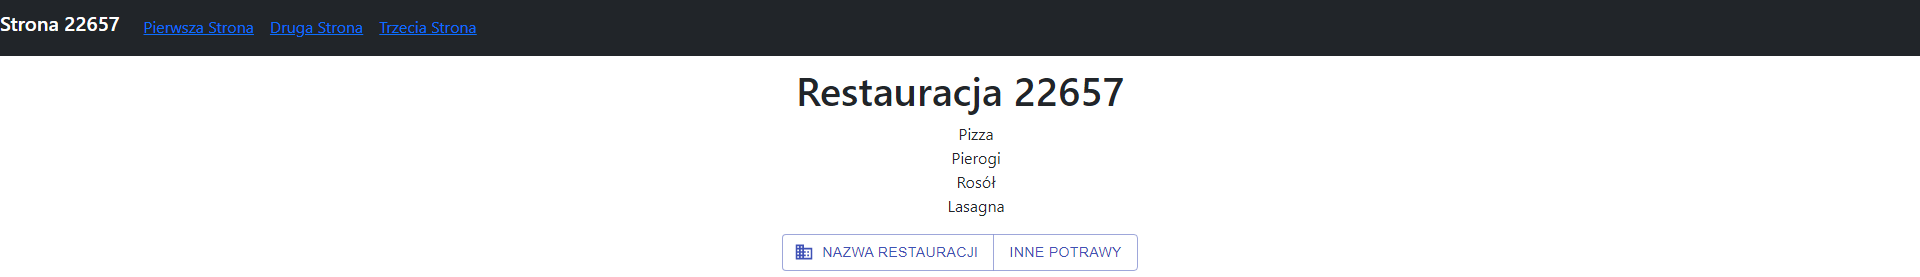 Strona 22657 Pierwsza Strona Druga Strona Trzecia Strona
Restauracja 22657
Pizza
Pierogi
Rosół
Lasagna
NAZWA RESTAURACJI INNE POTRAWY